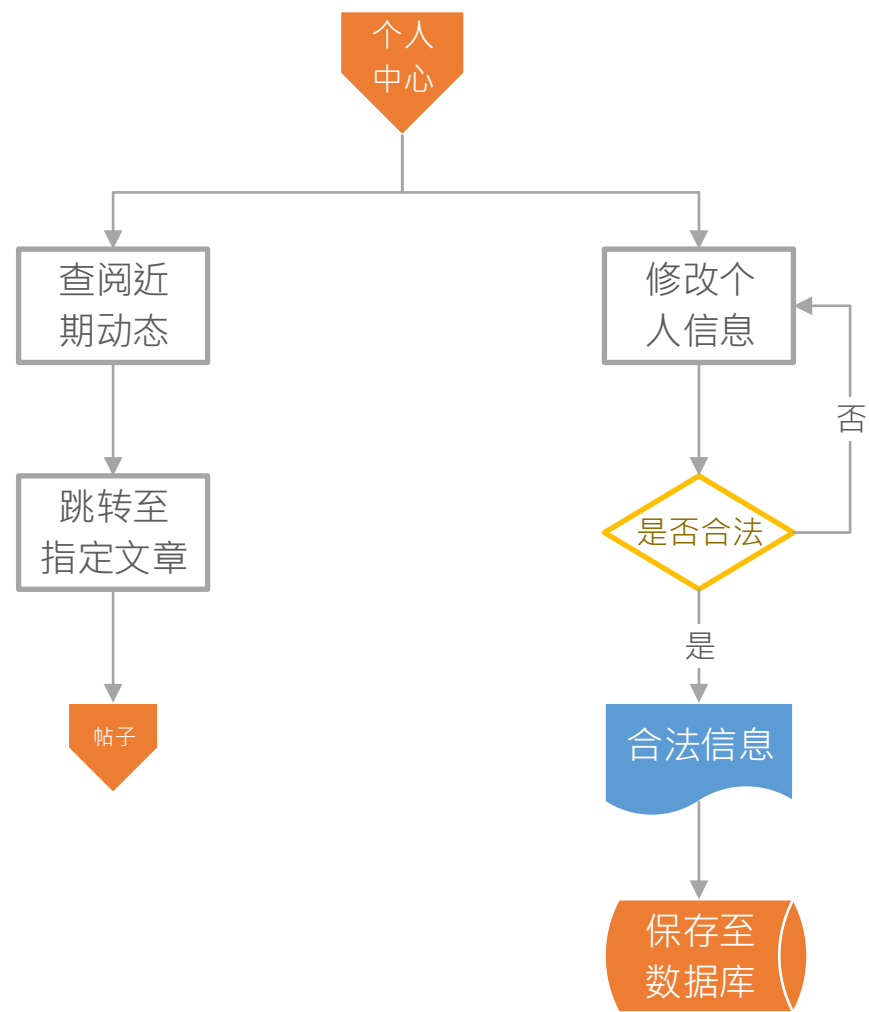 个人
中心
查阅近
期动态
修改个
人信息
否
跳转至
指定文章
是否合法
是
帖子
合法信息
保存至
数据库